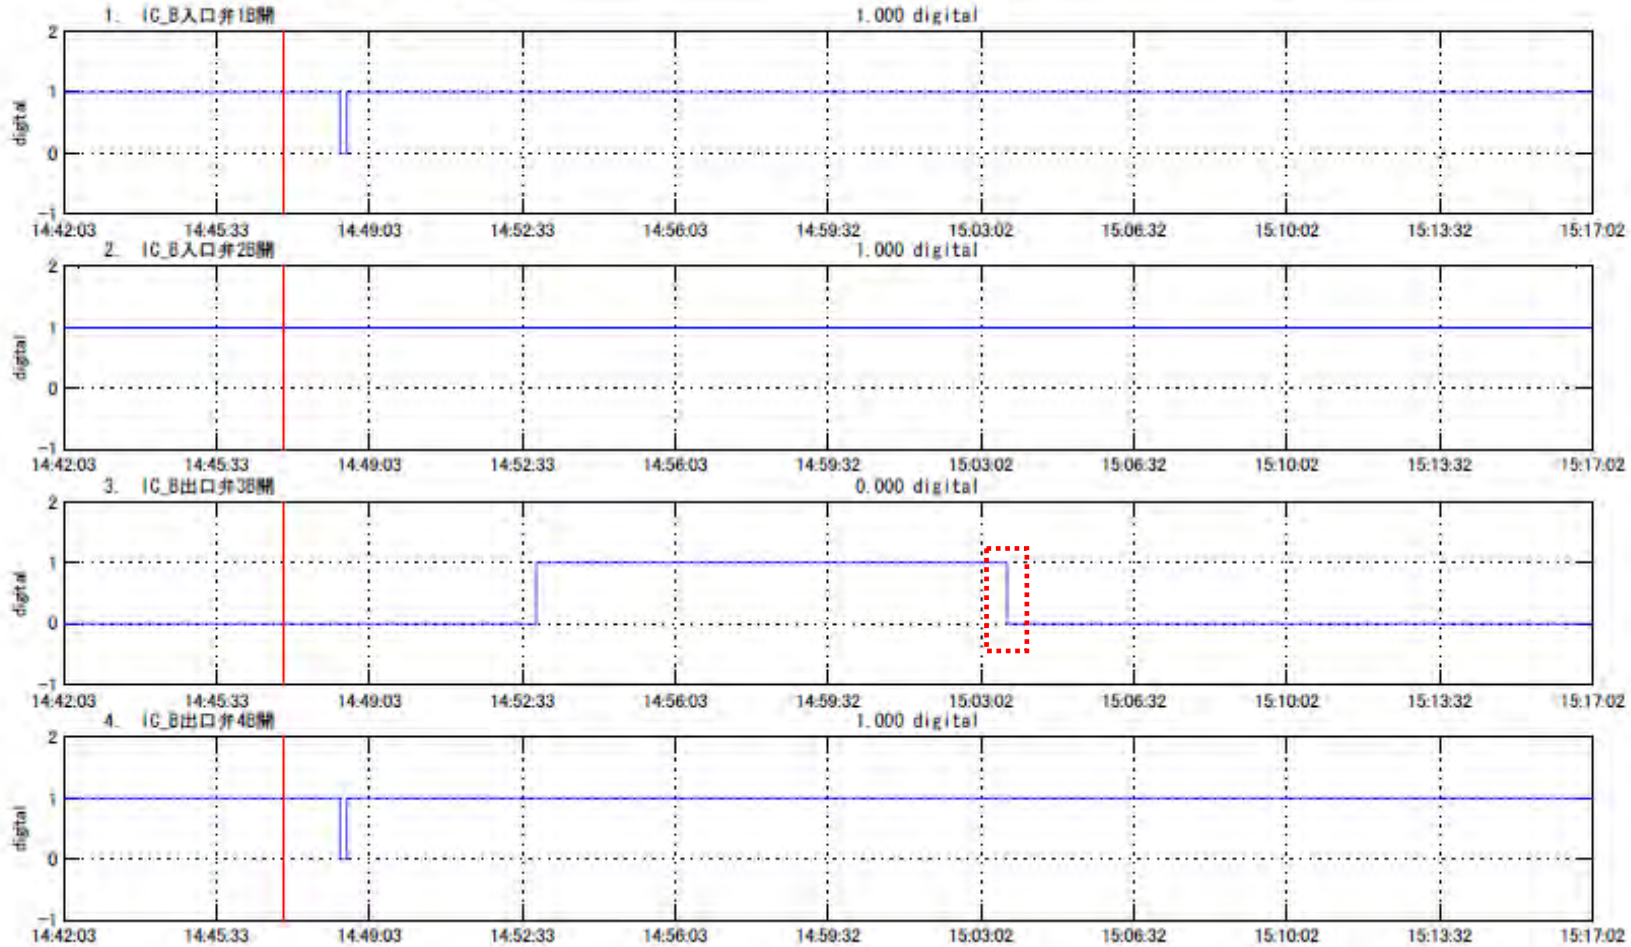 1. IC_B入口弁1B開 1.000 digital
2
1
0
-1
digital
14:42:03 14:45:33 14:49:03 14:52:33 14:56:03 14:59:32 15:03:02 15:06:32 15:10:02 15:13:32 15:17:02
2. IC_B入口弁2B開 1.000 digital
2
1
0
-1
digital
14:42:03 14:45:33 14:49:03 14:52:33 14:56:03 14:59:32 15:03:02 15:06:32 15:10:02 15:13:32 15:17:02
3. IC_B出口弁3B開 0.000 digital
2
1
0
-1
digital
14:42:03 14:45:33 14:49:03 14:52:33 14:56:03 14:59:32 15:03:02 15:06:32 15:10:02 15:13:32 15:17:02
4. IC_B出口弁4B開 1.000 digital
2
1
0
-1
digital
14:42:03 14:45:33 14:49:03 14:52:33 14:56:03 14:59:32 15:03:02 15:06:32 15:10:02 15:13:32 15:17:02